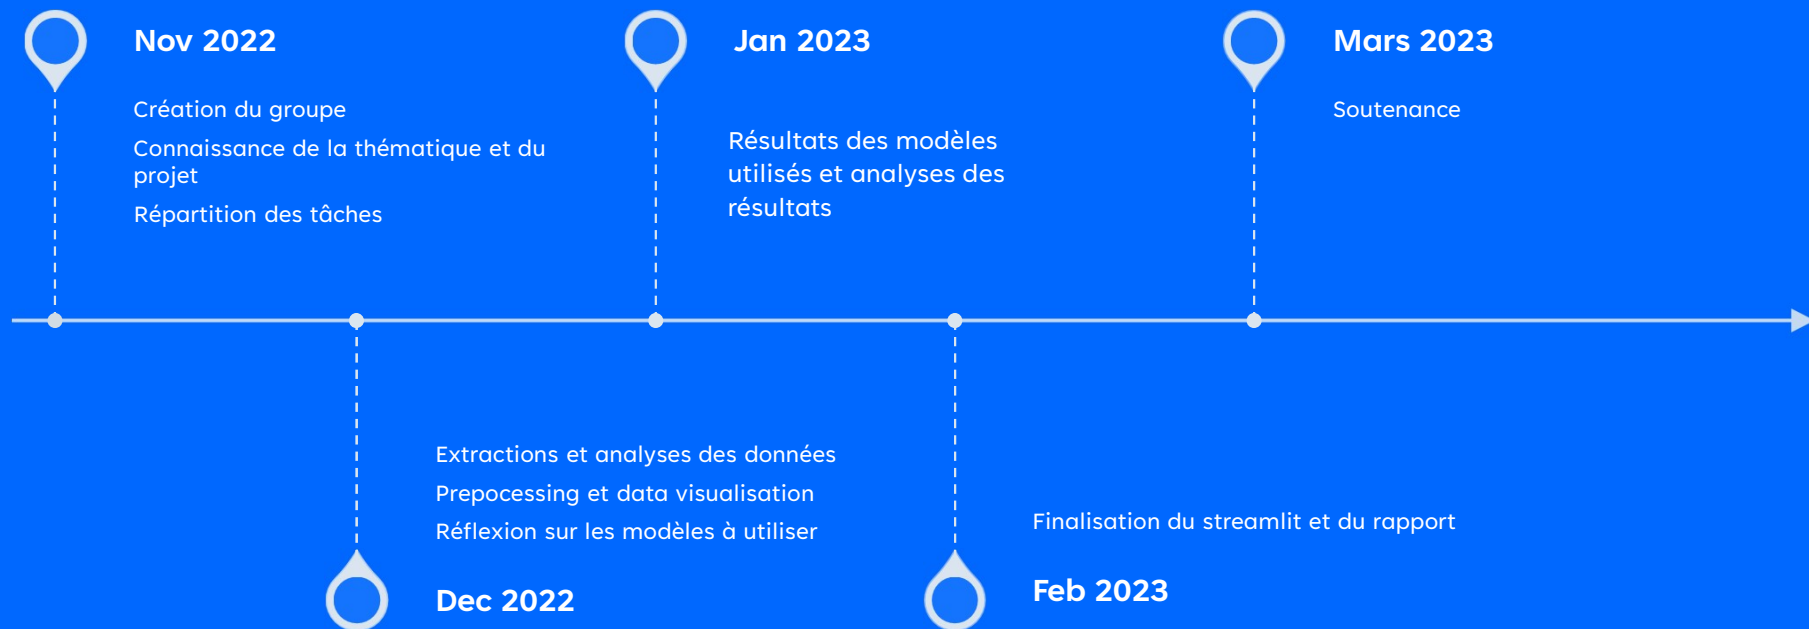 Nov 2022
Création du groupe
Connaissance de la thématique et du
projet
Répartition des tâches
Jan 2023
Résultats des modèles
utilisés et analyses des
résultats
Mars 2023
Soutenance
Extractions et analyses des données
Prepocessing et data visualisation
Réflexion sur les modèles à utiliser
Dec 2022
Finalisation du streamlit et du rapport
Feb 2023